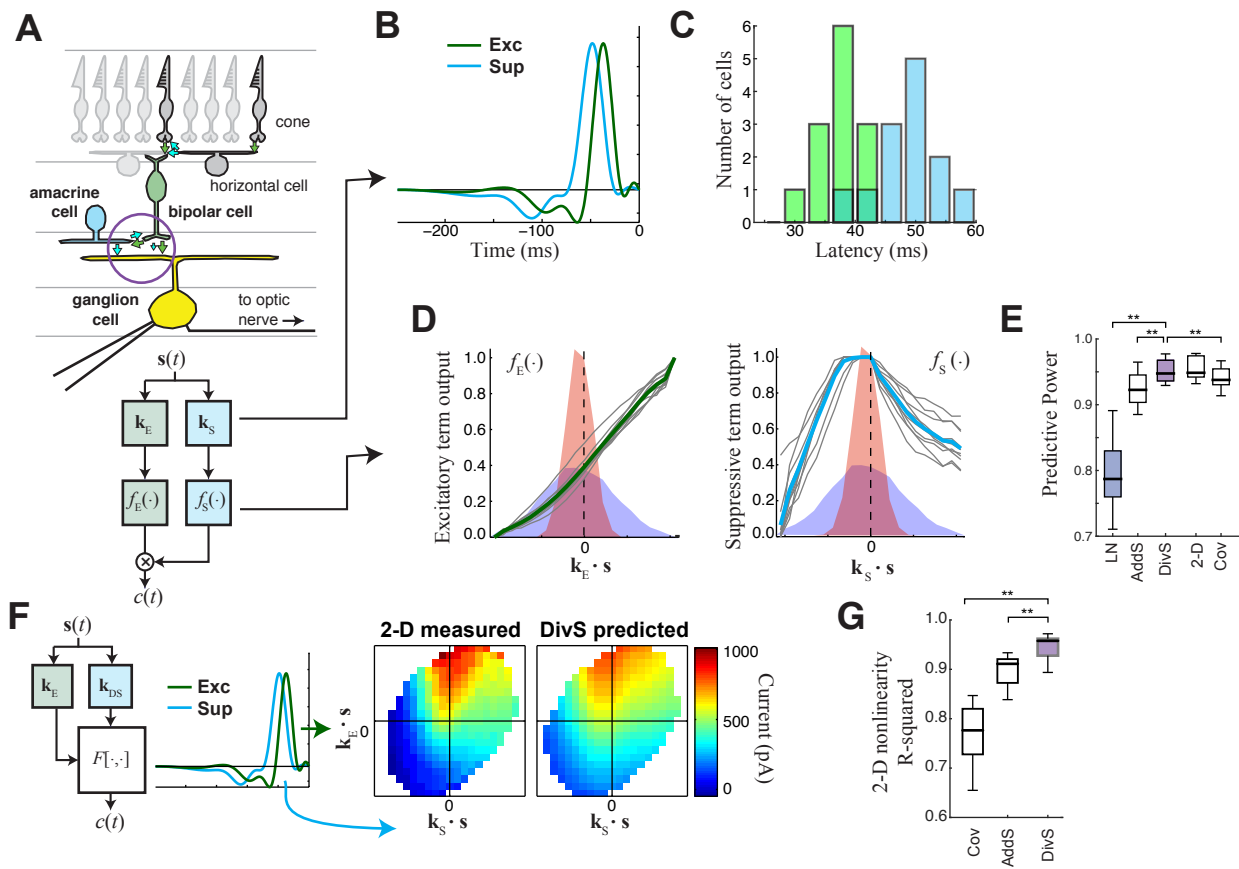 A
cone
horizontal cell
amacrine
cell
bipolar cell
ganglion
cell
to optic
nerve
s(t)
k_E
k_S
f_E(·)
f_S(·)
×
c(t)
B
Exc
Sup
−200
−100
0
Time (ms)
C
Number of cells
6
5
4
3
2
1
0
30
40
50
60
Latency (ms)
D
Excitatory term output
1.0
0.8
0.6
0.4
0.2
0.0
f_E(·)
0
k_E · s
Suppressive term output
1.0
0.8
0.6
0.4
0.2
0.0
f_S(·)
0
k_S · s
E
Predictive Power
1.0
0.9
0.8
0.7
**
**
**
LN
AddS
DivS
2-D
Cov
F
s(t)
k_E
k_DS
F[·,·]
c(t)
Exc
Sup
2-D measured
DivS predicted
k_E · s
0
0
k_S · s
0
k_S · s
1000
500
0
Current (pA)
G
2-D nonlinearity
R-squared
1.0
0.9
0.8
0.7
0.6
**
**
Cov
AddS
DivS